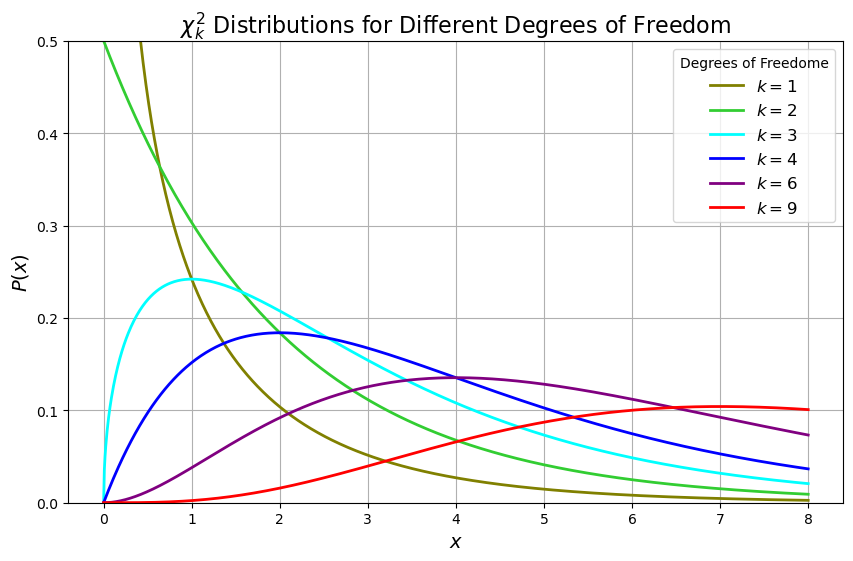 χ²ₖ Distributions for Different Degrees of Freedom
P(x)
0.5
0.4
0.3
0.2
0.1
0.0
Degrees of Freedome
k = 1
k = 2
k = 3
k = 4
k = 6
k = 9
0 1 2 3 4 5 6 7 8
x